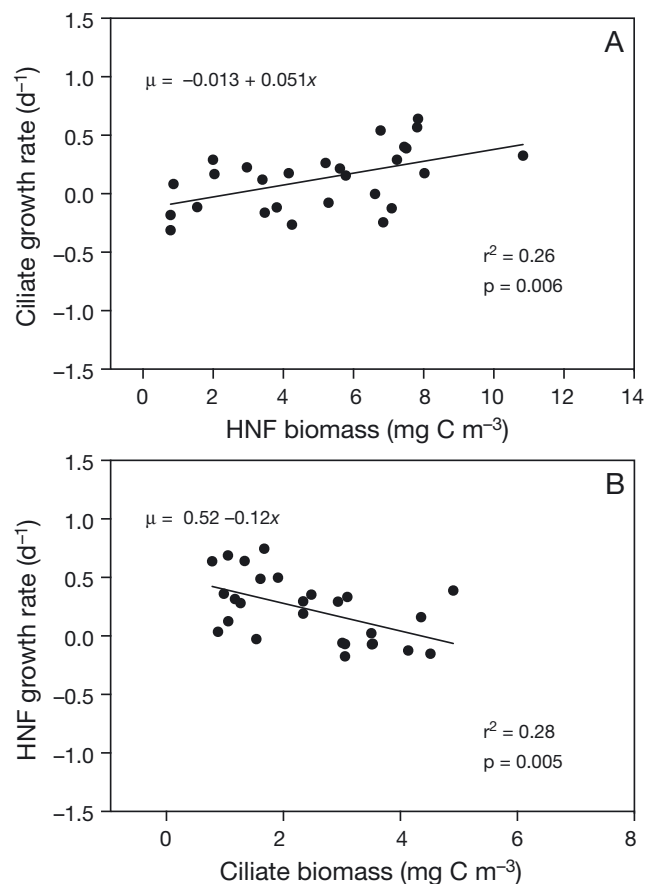 A
μ = −0.013 + 0.051x
r² = 0.26
p = 0.006
Ciliate growth rate (d⁻¹)
1.5
1.0
0.5
0.0
−0.5
−1.0
−1.5
0 2 4 6 8 10 12 14
HNF biomass (mg C m⁻³)
B
μ = 0.52 −0.12x
r² = 0.28
p = 0.005
HNF growth rate (d⁻¹)
1.5
1.0
0.5
0.0
−0.5
−1.0
−1.5
0 2 4 6 8
Ciliate biomass (mg C m⁻³)